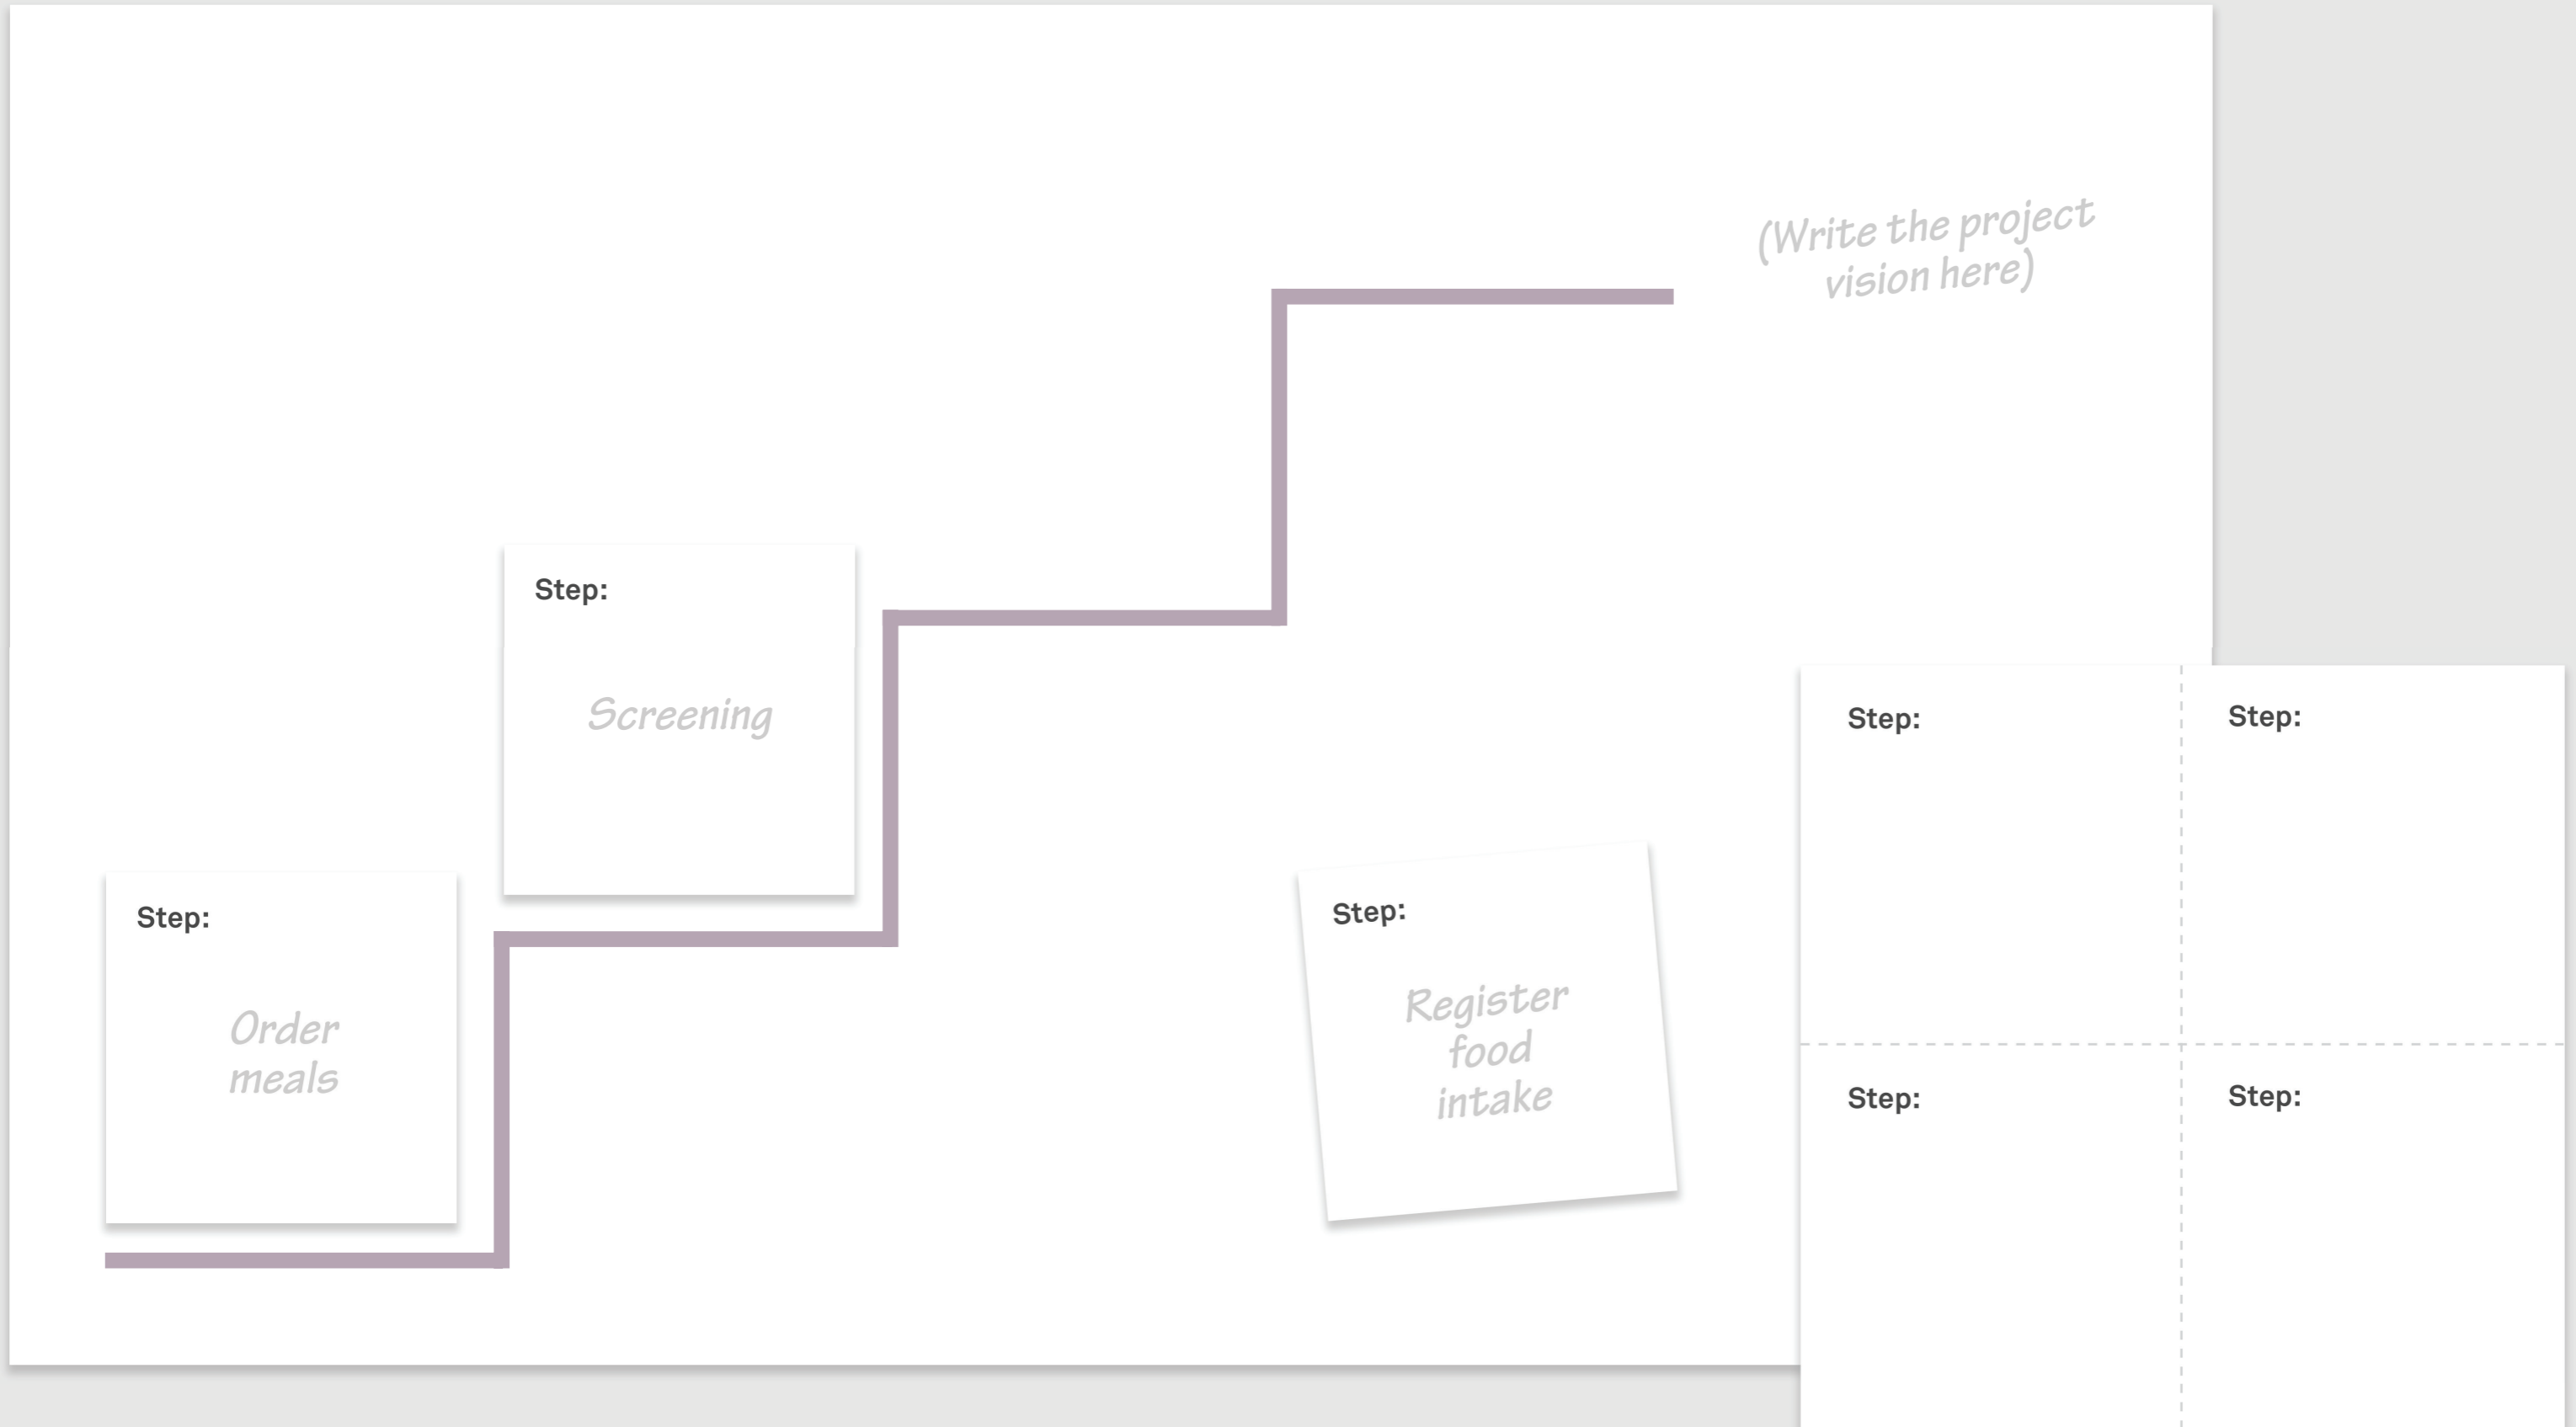 (Write the project
vision here)
Step:
Screening
Step:
Order
meals
Step:
Register
food
intake
Step:
Step:
Step:
Step: